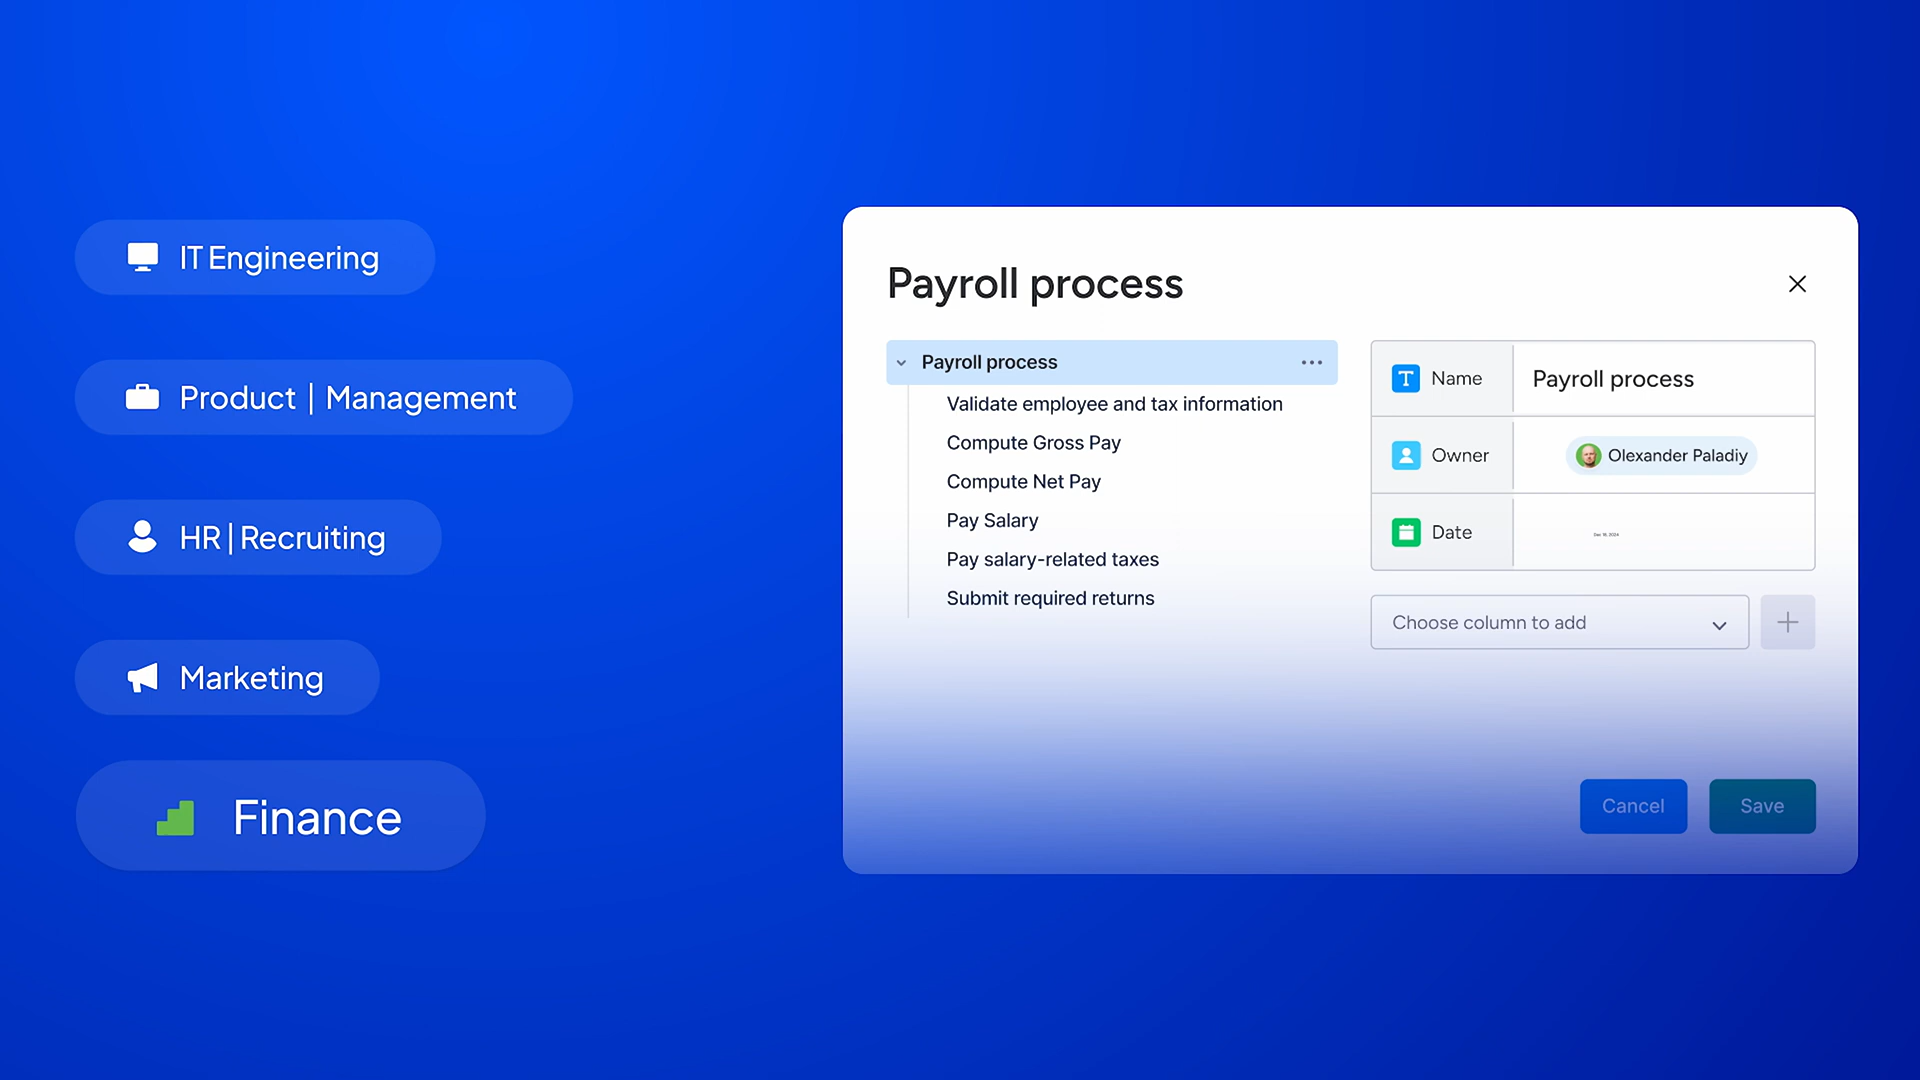 IT Engineering
Product | Management
HR | Recruiting
Marketing
Finance
Payroll process
Payroll process
Validate employee and tax information
Compute Gross Pay
Compute Net Pay
Pay Salary
Pay salary-related taxes
Submit required returns
Name
Payroll process
Owner
Olexander Paladiy
Date
Choose column to add
Cancel
Save